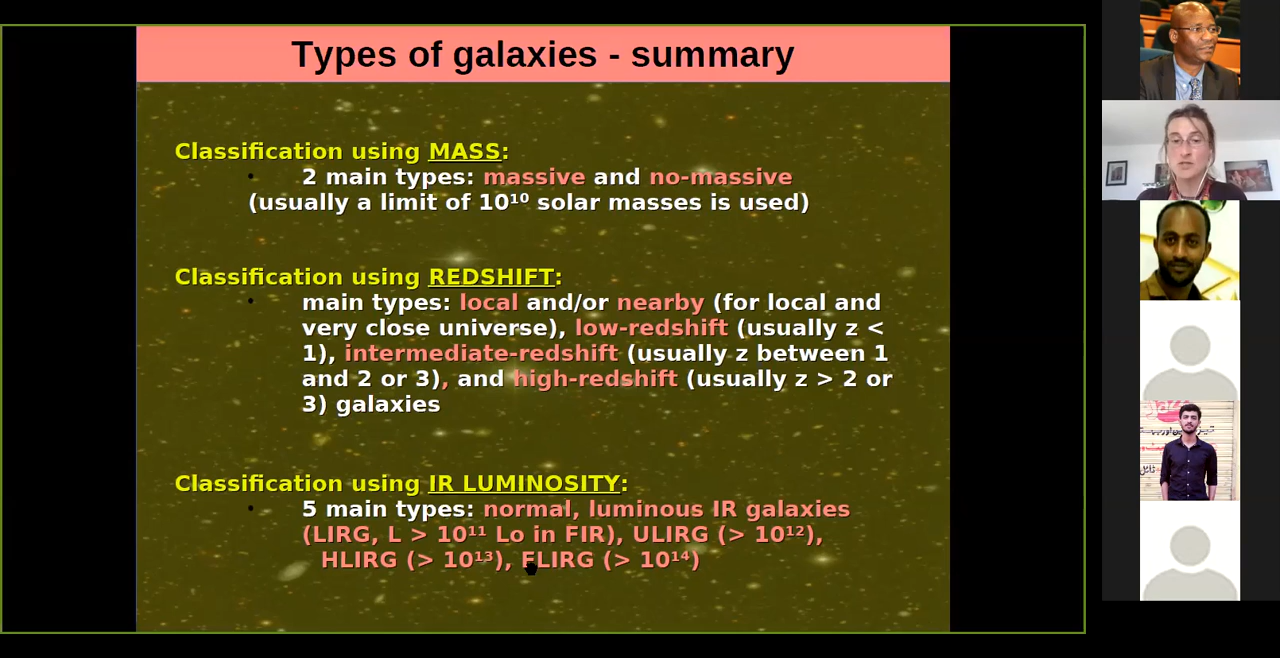 Types of galaxies - summary
Classification using MASS:
• 2 main types: massive and no-massive
(usually a limit of 10¹⁰ solar masses is used)
Classification using REDSHIFT:
• main types: local and/or nearby (for local and
very close universe), low-redshift (usually z <
1), intermediate-redshift (usually z between 1
and 2 or 3), and high-redshift (usually z > 2 or
3) galaxies
Classification using IR LUMINOSITY:
• 5 main types: normal, luminous IR galaxies
(LIRG, L > 10¹¹ Lo in FIR), ULIRG (> 10¹²),
HLIRG (> 10¹³), ELIRG (> 10¹⁴)